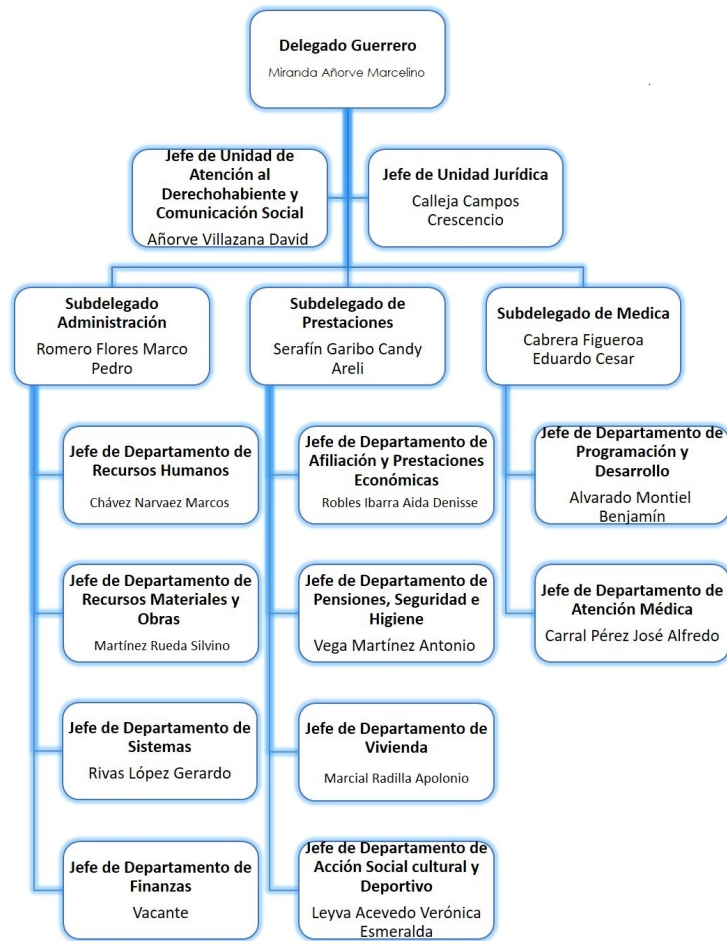 Delegado Guerrero
Miranda Añorve Marcelino
Jefe de Unidad de
Atención al
Derechohabiente y
Comunicación Social
Añorve Villazana David
Jefe de Unidad Jurídica
Calleja Campos
Crescencio
Subdelegado
Administración
Romero Flores Marco
Pedro
Subdelegado de
Prestaciones
Serafín Garibo Candy
Areli
Subdelegado de Medica
Cabrera Figueroa
Eduardo Cesar
Jefe de Departamento de
Recursos Humanos
Chávez Narvaez Marcos
Jefe de Departamento de
Afiliación y Prestaciones
Económicas
Robles Ibarra Aida Denisse
Jefe de Departamento de
Programación y
Desarrollo
Alvarado Montiel
Benjamín
Jefe de Departamento de
Recursos Materiales y
Obras
Martínez Rueda Silvino
Jefe de Departamento de
Pensiones, Seguridad e
Higiene
Vega Martínez Antonio
Jefe de Departamento de
Atención Médica
Carral Pérez José Alfredo
Jefe de Departamento de
Sistemas
Rivas López Gerardo
Jefe de Departamento de
Vivienda
Marcial Radilla Apolonio
Jefe de Departamento de
Finanzas
Vacante
Jefe de Departamento de
Acción Social cultural y
Deportivo
Leyva Acevedo Verónica
Esmeralda